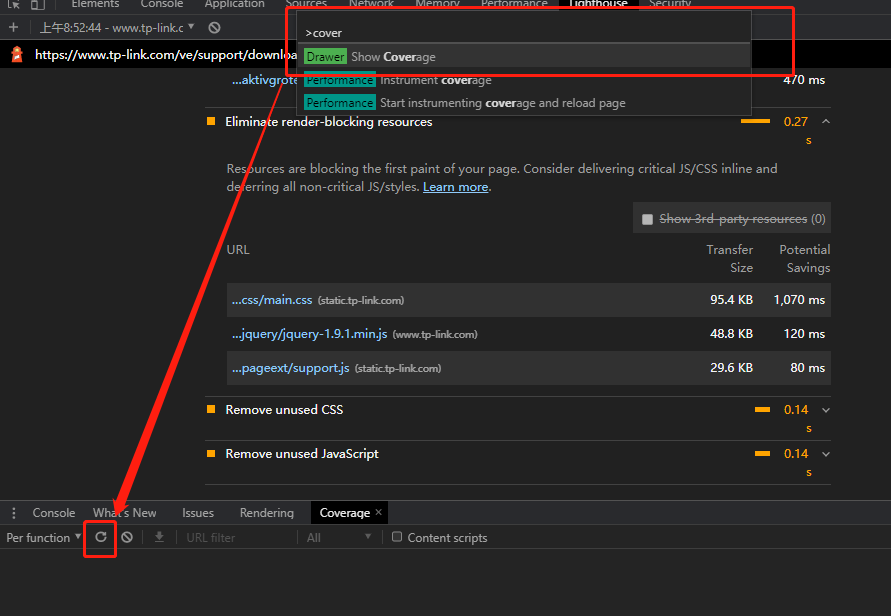 Elements Console Application Sources Network Memory Performance Lighthouse Security
上午8:52:44 - www.tp-link.c
>cover
https://www.tp-link.com/ve/support/downloa
Drawer Show Coverage
...aktivgrote
Performance Instrument coverage
470 ms
Performance Start instrumenting coverage and reload page
Eliminate render-blocking resources 0.27
s
Resources are blocking the first paint of your page. Consider delivering critical JS/CSS inline and
deferring all non-critical JS/styles. Learn more.
Show 3rd-party resources (0)
URL Transfer Potential
Size Savings
...css/main.css (static.tp-link.com) 95.4 KB 1,070 ms
...jquery/jquery-1.9.1.min.js (www.tp-link.com) 48.8 KB 120 ms
...pageext/support.js (static.tp-link.com) 29.6 KB 80 ms
Remove unused CSS 0.14
s
Remove unused JavaScript 0.14
s
Console What's New Issues Rendering Coverage ×
Per function URL filter All Content scripts